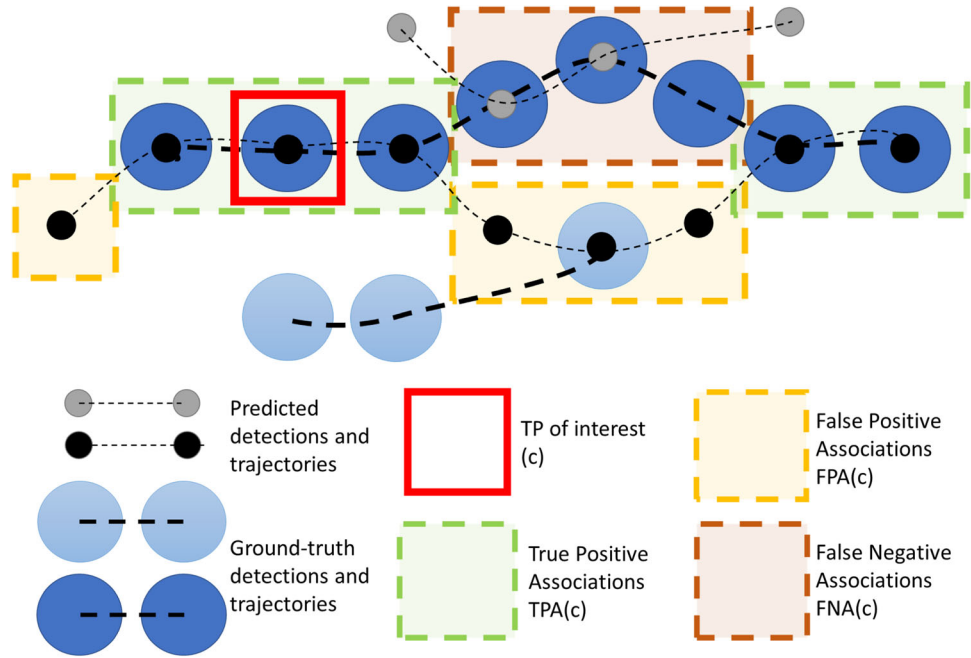 Predicted
detections and
trajectories
Ground-truth
detections and
trajectories
TP of interest
(c)
True Positive
Associations
TPA(c)
False Positive
Associations
FPA(c)
False Negative
Associations
FNA(c)